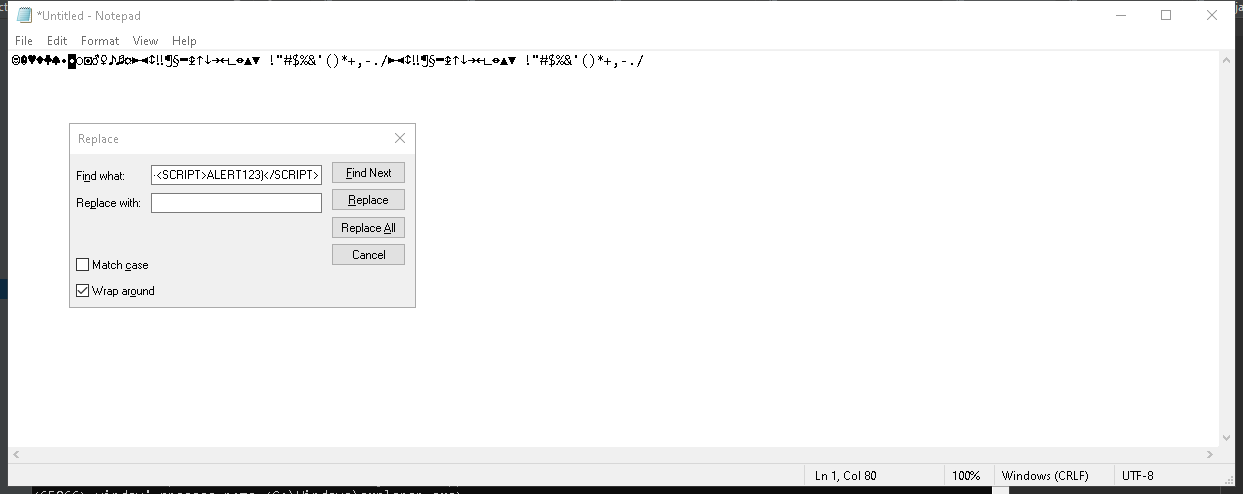 *Untitled - Notepad
File Edit Format View Help
☺☻♥♦♣♠•◘○◙♂♀♪♫☼►◄↕‼¶§▬↨↑↓→←∟↔▲▼ !"#$%&'()*+,-./►◄↕‼¶§▬↨↑↓→←∟↔▲▼ !"#$%&'()*+,-./
Replace
Find what: <SCRIPT>ALERT123)</SCRIPT> Find Next
Replace with: Replace
Replace All
Cancel
Match case
Wrap around
Ln 1, Col 80 100% Windows (CRLF) UTF-8